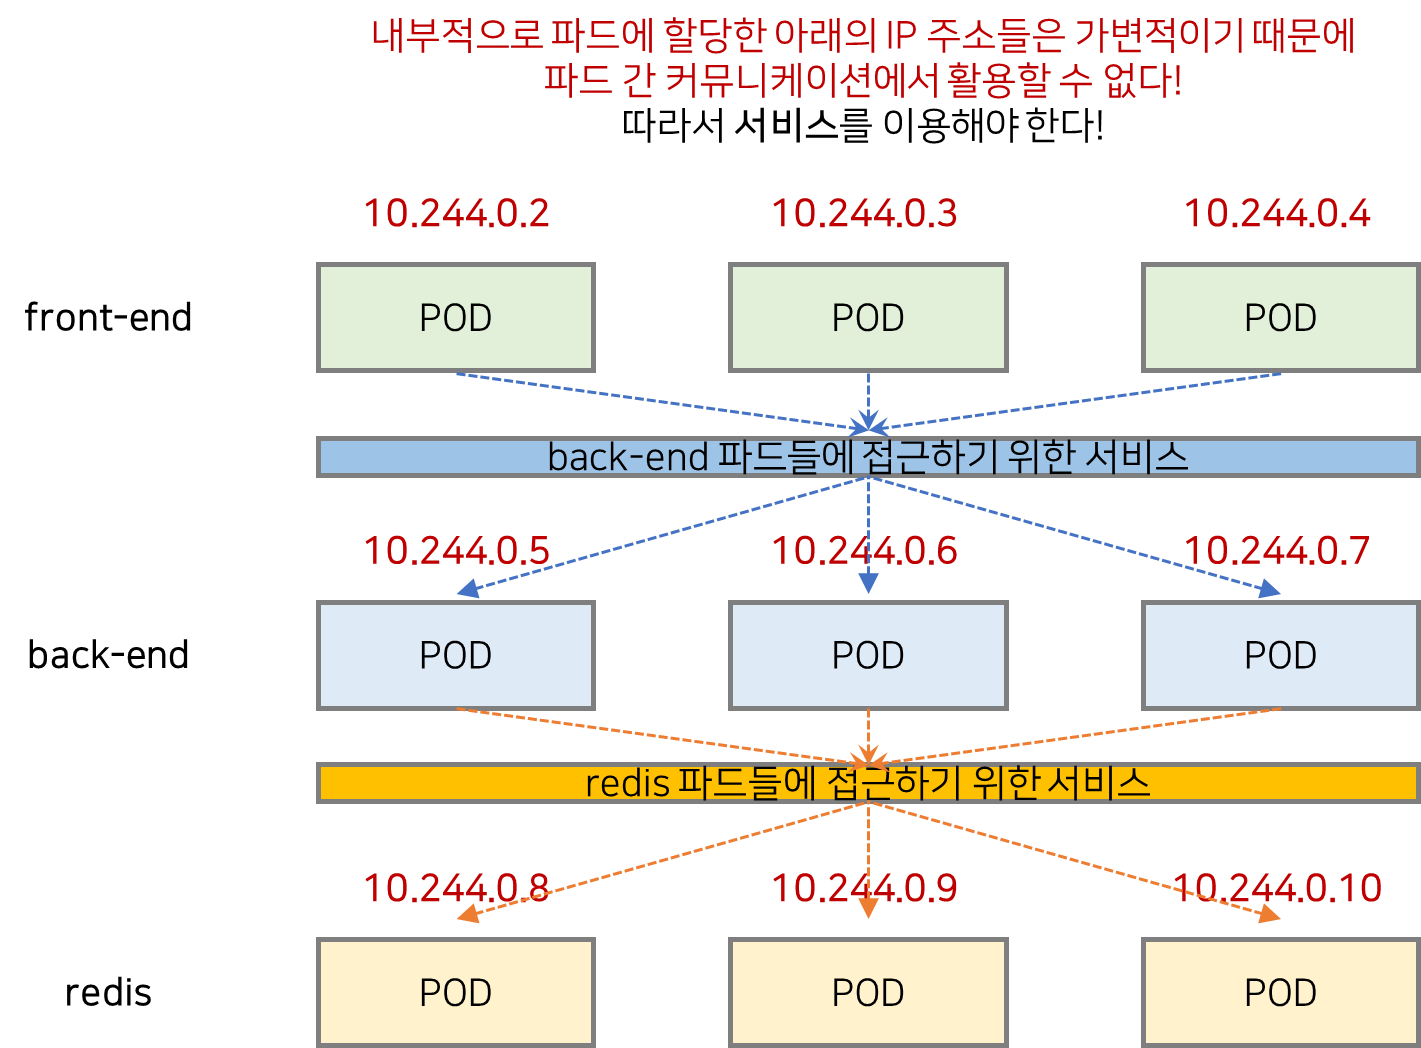 내부적으로 파드에 할당한 아래의 IP 주소들은 가변적이기 때문에
파드 간 커뮤니케이션에서 활용할 수 없다!
따라서 서비스를 이용해야 한다!
10.244.0.2 10.244.0.3 10.244.0.4
front-end POD POD POD
back-end 파드들에 접근하기 위한 서비스
10.244.0.5 10.244.0.6 10.244.0.7
back-end POD POD POD
redis 파드들에 접근하기 위한 서비스
10.244.0.8 10.244.0.9 10.244.0.10
redis POD POD POD